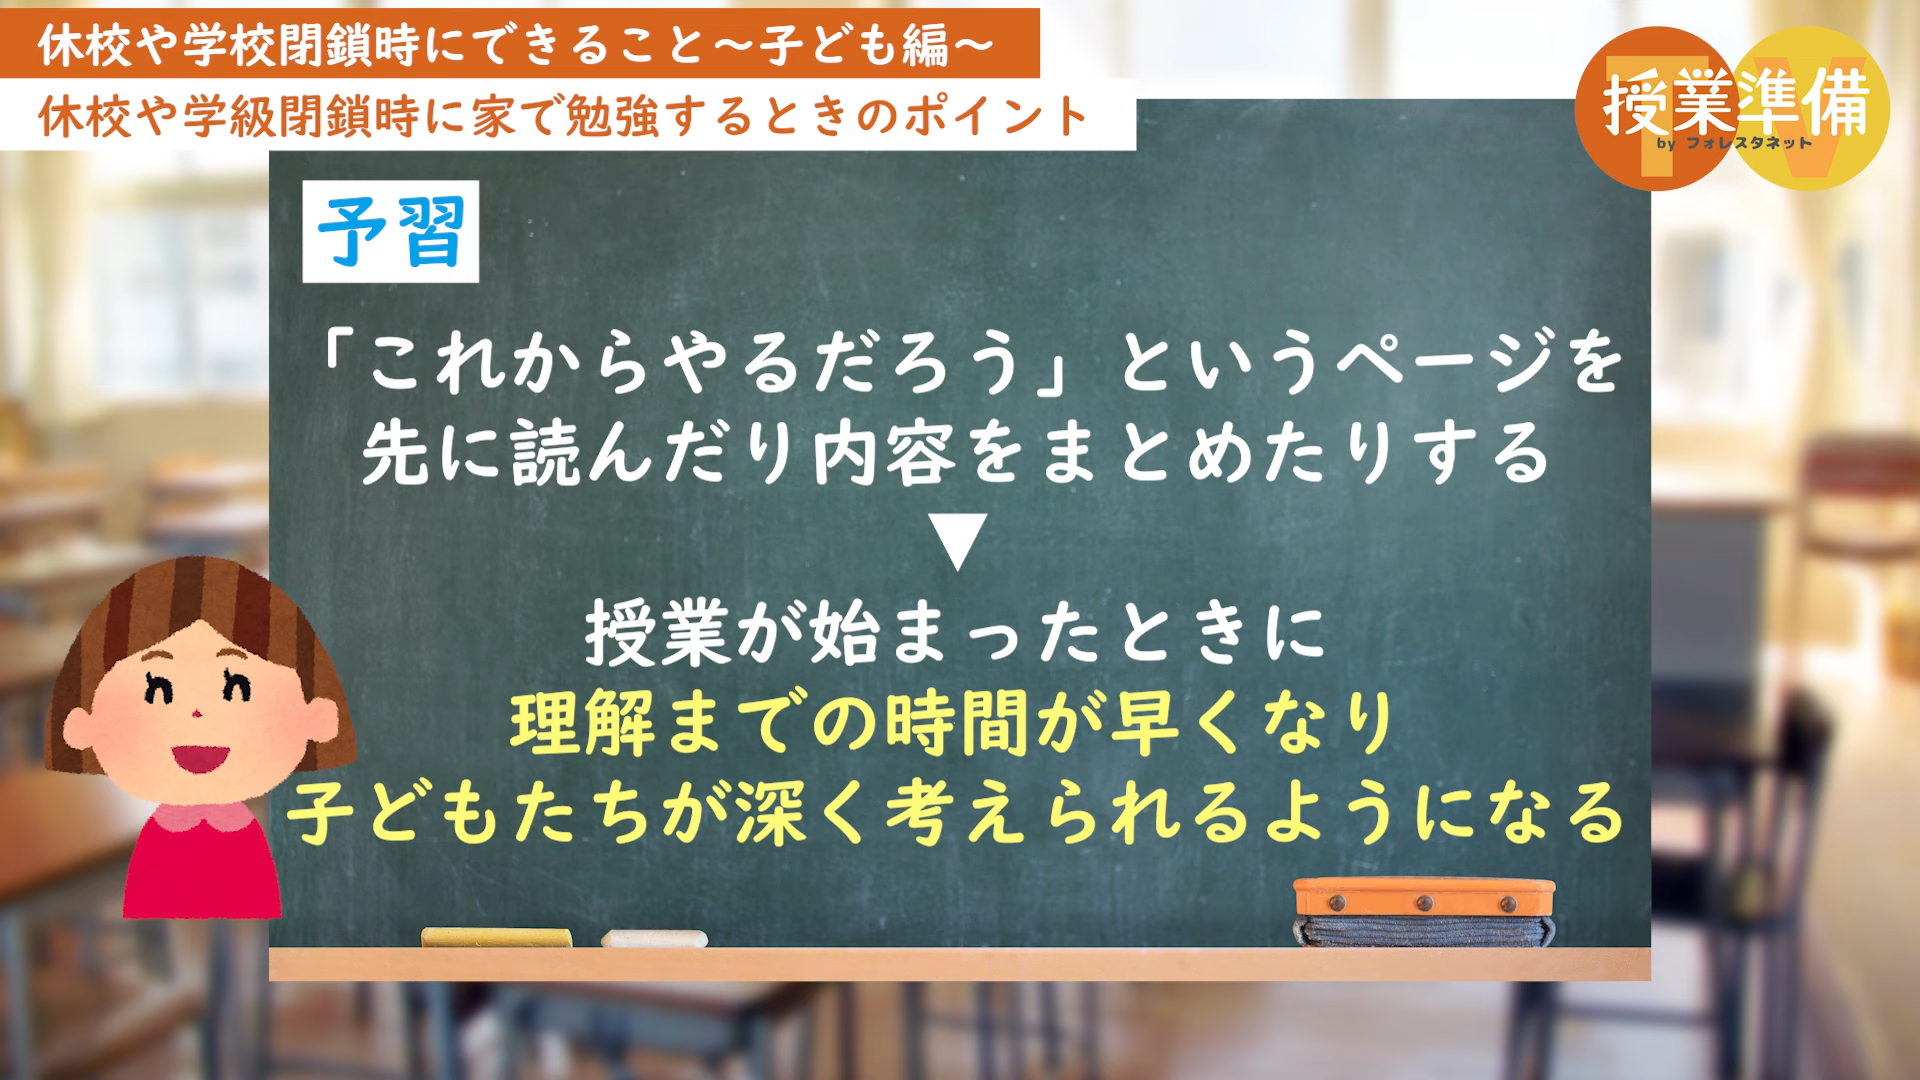 休校や学校閉鎖時にできること～子ども編～
休校や学級閉鎖時に家で勉強するときのポイント
TV
授業準備
by フォレスタネット
予習
「これからやるだろう」というページを
先に読んだり内容をまとめたりする
▼
授業が始まったときに
理解までの時間が早くなり
子どもたちが深く考えられるようになる